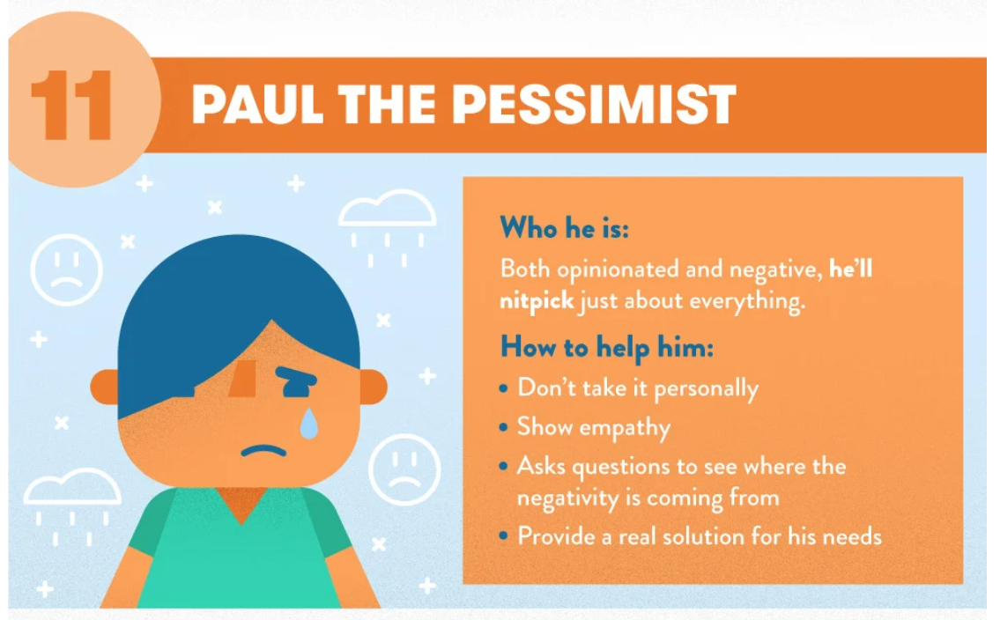 11
PAUL THE PESSIMIST
Who he is:
Both opinionated and negative, he'll
nitpick just about everything.
How to help him:
• Don't take it personally
• Show empathy
• Asks questions to see where the
negativity is coming from
• Provide a real solution for his needs